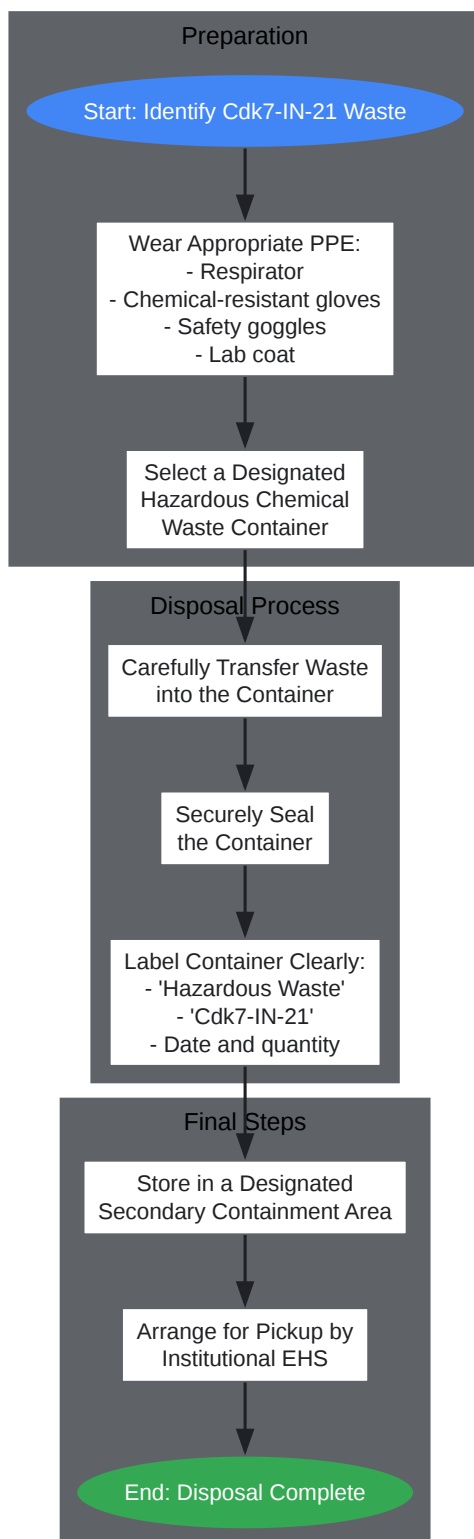 Preparation
Start: Identify Cdk7-IN-21 Waste
Wear Appropriate PPE:
- Respirator
- Chemical-resistant gloves
- Safety goggles
- Lab coat
Select a Designated
Hazardous Chemical
Waste Container
Disposal Process
Carefully Transfer Waste
into the Container
Securely Seal
the Container
Label Container Clearly:
- 'Hazardous Waste'
- 'Cdk7-IN-21'
- Date and quantity
Final Steps
Store in a Designated
Secondary Containment Area
Arrange for Pickup by
Institutional EHS
End: Disposal Complete